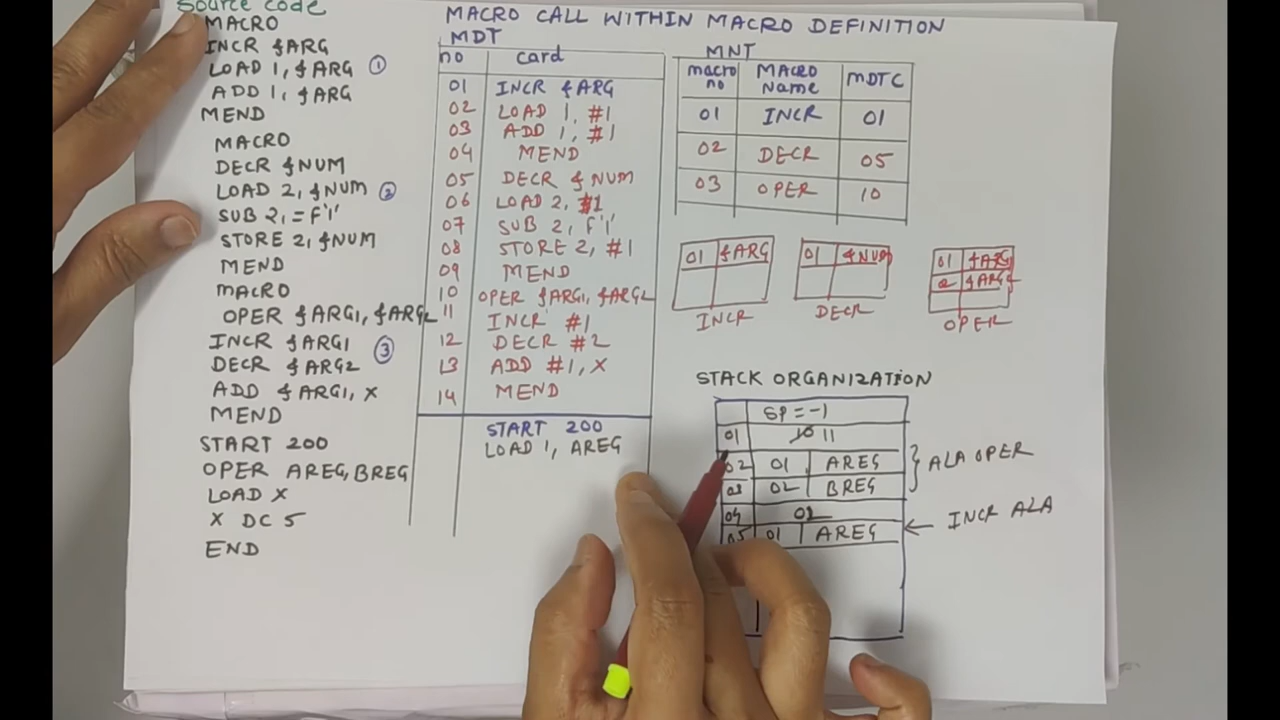 Source code
MACRO
INCR &ARG
LOAD 1, &ARG ①
ADD 1, &ARG
MEND
MACRO
DECR &NUM
LOAD 2, &NUM ②
SUB 2, =F'1'
STORE 2, &NUM
MEND
MACRO
OPER &ARG1, &ARG2
INCR &ARG1
DECR &ARG2 ③
ADD &ARG1, X
MEND
START 200
OPER AREG, BREG
LOAD X
X DC 5
END
MACRO CALL WITHIN MACRO DEFINITION
MDT
no card
01 INCR &ARG
02 LOAD 1, #1
03 ADD 1, #1
04 MEND
05 DECR &NUM
06 LOAD 2, #1
07 SUB 2, F'1'
08 STORE 2, #1
09 MEND
10 OPER &ARG1, &ARG2
11 INCR #1
12 DECR #2
13 ADD #1, X
14 MEND
START 200
LOAD 1, AREG
MNT
macro no MACRO Name MDTC
01 INCR 01
02 DECR 05
03 OPER 10
01 &ARG
INCR
01 &NUM
DECR
01 &ARG1
02 &ARG2
OPER
STACK ORGANIZATION
SP = -1
01 10 11
02 01 AREG
03 02 BREG
ALA OPER
04 02
05 01 AREG
← INCR ALA